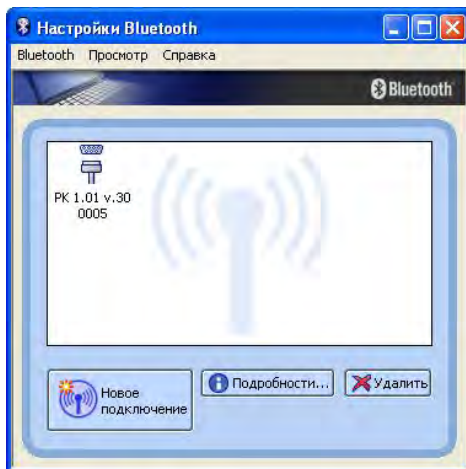 Настройки Bluetooth
Bluetooth Просмотр Справка
Bluetooth
PK 1.01 v.30
0005
Новое
подключение
Подробности...
Удалить